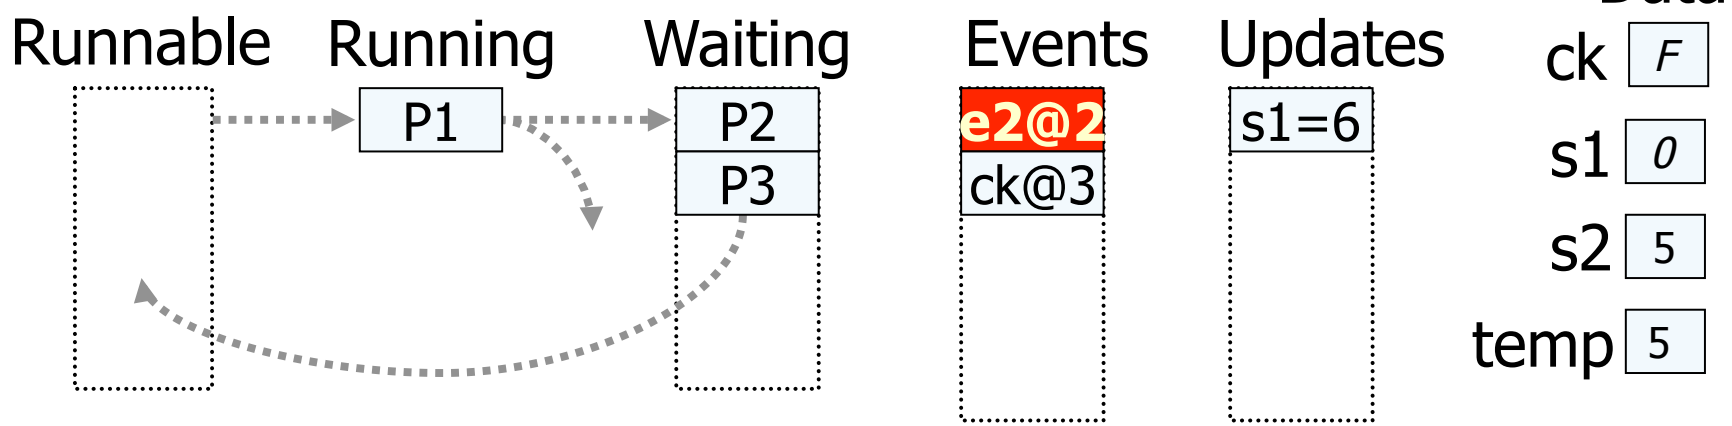 Runnable Running Waiting Events Updates
ck F
P1 P2 e2@2 s1=6
P3 ck@3 s1 0
s2 5
temp 5